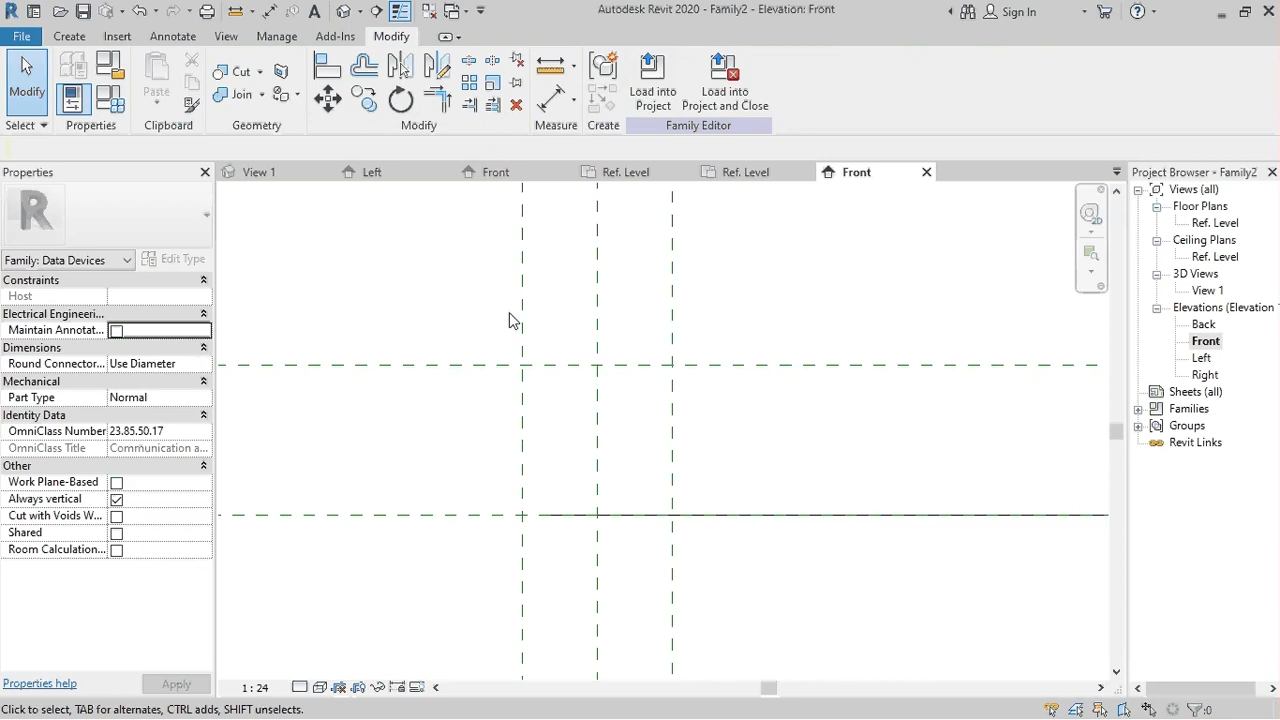 Autodesk Revit 2020 - Family2 - Elevation: Front
Sign In
File
Create
Insert
Annotate
View
Manage
Add-Ins
Modify
Modify
Select
Properties
Paste
Clipboard
Cut
Join
Geometry
Modify
Measure
Create
Load into
Project
Load into
Project and Close
Family Editor
Properties
View 1
Left
Front
Ref. Level
Ref. Level
Front
Project Browser - Family2
R
Family: Data Devices
Edit Type
Constraints
Host
Electrical Engineeri...
Maintain Annotat...
Dimensions
Round Connector... Use Diameter
Mechanical
Part Type Normal
Identity Data
OmniClass Number 23.85.50.17
OmniClass Title Communication a...
Other
Work Plane-Based
Always vertical
Cut with Voids W...
Shared
Room Calculation...
Properties help
Apply
2D
Views (all)
Floor Plans
Ref. Level
Ceiling Plans
Ref. Level
3D Views
View 1
Elevations (Elevation
Back
Front
Left
Right
Sheets (all)
Families
Groups
Revit Links
1 : 24
Click to select, TAB for alternates, CTRL adds, SHIFT unselects.
:0